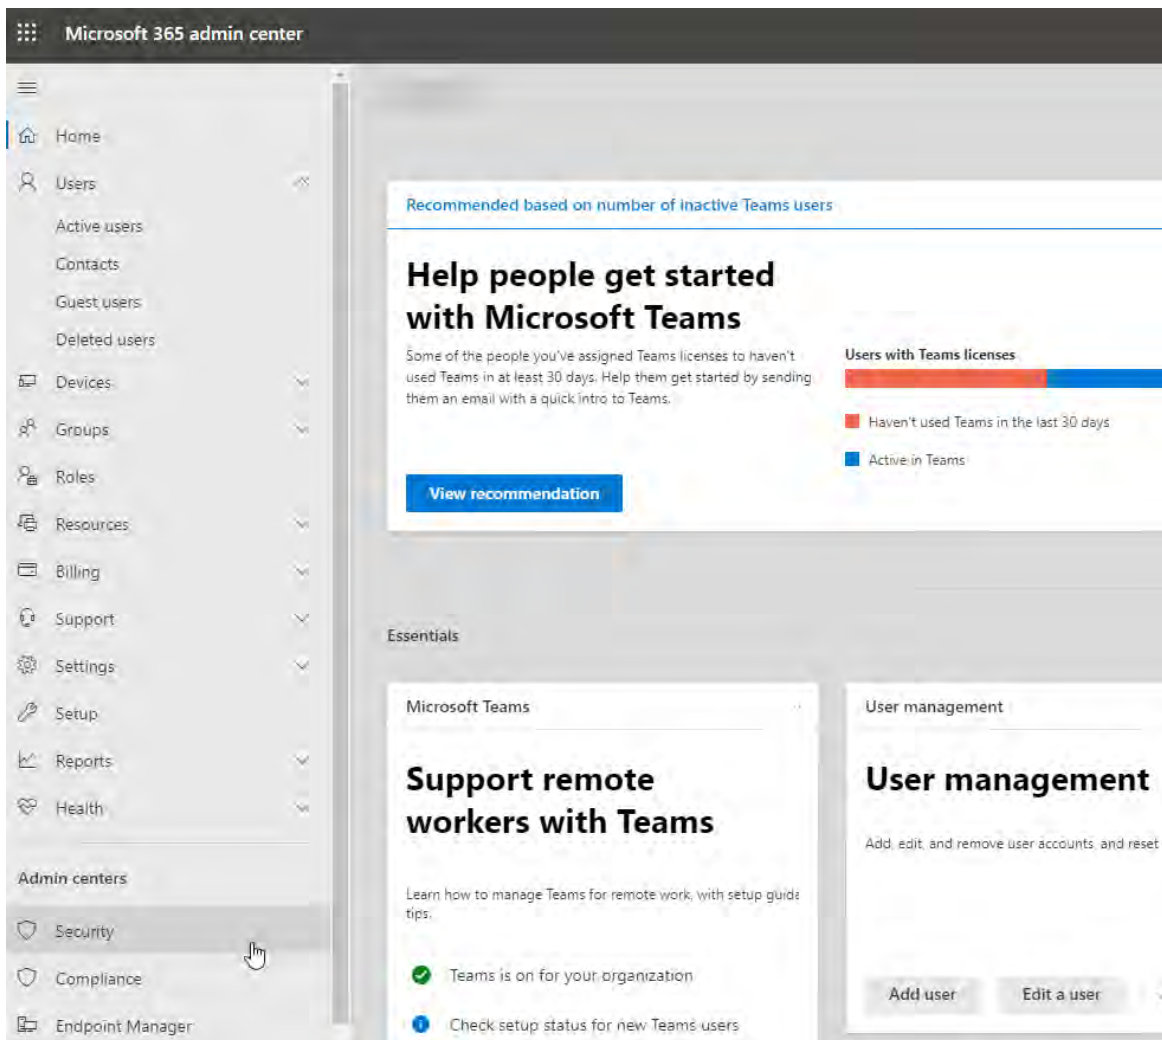 Microsoft 365 admin center
Home
Users
Active users
Contacts
Guest users
Deleted users
Devices
Groups
Roles
Resources
Billing
Support
Settings
Setup
Reports
Health
Admin centers
Security
Compliance
Endpoint Manager
Recommended based on number of inactive Teams users
Help people get started
with Microsoft Teams
Some of the people you've assigned Teams licenses to haven't
used Teams in at least 30 days. Help them get started by sending
them an email with a quick intro to Teams.
View recommendation
Users with Teams licenses
Haven't used Teams in the last 30 days
Active in Teams
Essentials
Microsoft Teams
Support remote
workers with Teams
Learn how to manage Teams for remote work, with setup guida
tips.
Teams is on for your organization
Check setup status for new Teams users
User management
User management
Add, edit, and remove user accounts, and reset
Add user
Edit a user